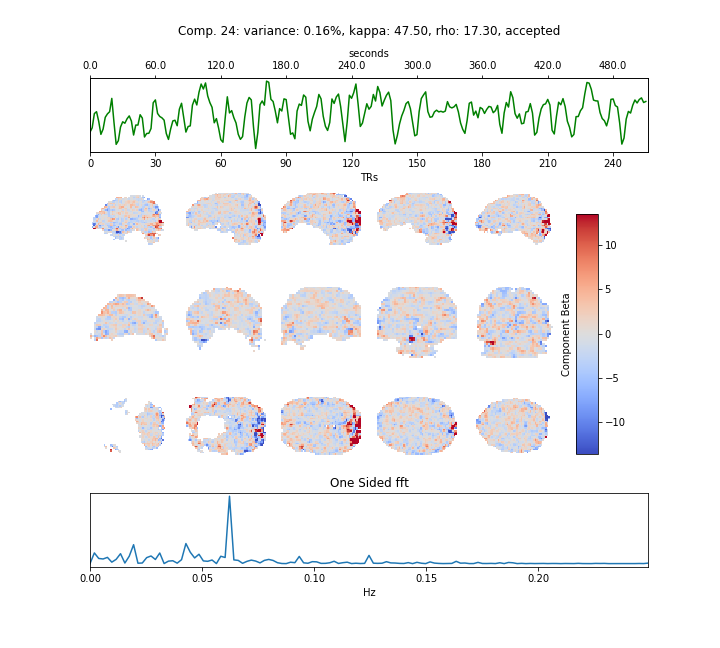 Comp. 24: variance: 0.16%, kappa: 47.50, rho: 17.30, accepted
seconds
0.0 60.0 120.0 180.0 240.0 300.0 360.0 420.0 480.0
0 30 60 90 120 150 180 210 240
TRs
10
5
0
−5
−10
Component Beta
One Sided fft
0.00 0.05 0.10 0.15 0.20
Hz